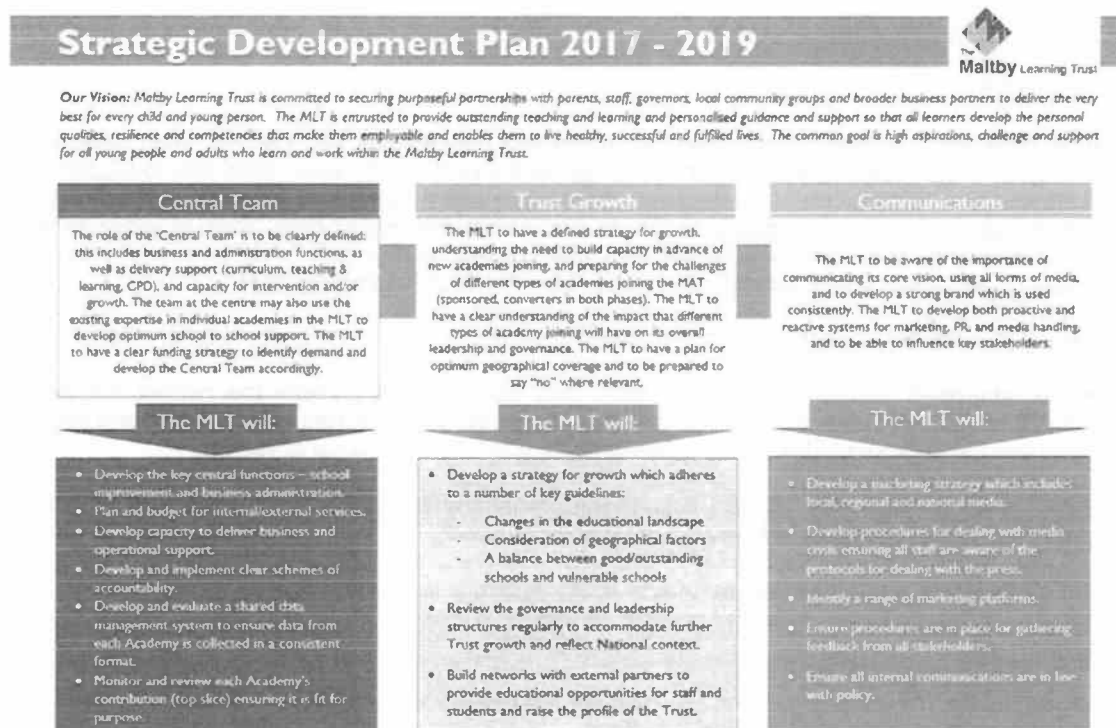 Strategic Development Plan 2017 - 2019
The
Maltby Learning Trust
Our Vision: Maltby Learning Trust is committed to securing purposeful partnerships with parents, staff, governors, local community groups and broader business partners to deliver the very
best for every child and young person. The MLT is entrusted to provide outstanding teaching and learning and personalised guidance and support so that all learners develop the personal
qualities, resilience and competencies that make them employable and enables them to live healthy, successful and fulfilled lives. The common goal is high aspirations, challenge and support
for all young people and adults who learn and work within the Maltby Learning Trust.
Central Team
The role of the 'Central Team' is to be clearly defined:
this includes business and administration functions, as
well as delivery support (curriculum, teaching &
learning, CPD), and capacity for intervention and/or
growth. The team at the centre may also use the
existing expertise in individual academies in the MLT to
develop optimum school to school support. The MLT
to have a clear funding strategy to identify demand and
develop the Central Team accordingly.
The MLT will:
• Develop the key central functions – school
improvement and business administration.
• Plan and budget for internal/external services.
• Develop capacity to deliver business and
operational support.
• Develop and implement clear schemes of
accountability.
• Develop and evaluate a shared data
management system to ensure data from
each Academy is collected in a consistent
format.
• Monitor and review each Academy's
contribution (top slice) ensuring it is fit for
purpose.
Trust Growth
The MLT to have a defined strategy for growth,
understanding the need to build capacity in advance of
new academies joining, and preparing for the challenges
of different types of academies joining the MAT
(sponsored, converters in both phases). The MLT to
have a clear understanding of the impact that different
types of academy joining will have on its overall
leadership and governance. The MLT to have a plan for
optimum geographical coverage and to be prepared to
say "no" where relevant.
The MLT will:
• Develop a strategy for growth which adheres
to a number of key guidelines:
- Changes in the educational landscape
- Consideration of geographical factors
- A balance between good/outstanding
schools and vulnerable schools
• Review the governance and leadership
structures regularly to accommodate further
Trust growth and reflect National context.
• Build networks with external partners to
provide educational opportunities for staff and
students and raise the profile of the Trust.
Communications
The MLT to be aware of the importance of
communicating its core vision, using all forms of media,
and to develop a strong brand which is used
consistently. The MLT to develop both proactive and
reactive systems for marketing, PR, and media handling,
and to be able to influence key stakeholders.
The MLT will:
• Develop a marketing strategy which includes
local, regional and national media.
• Develop procedures for dealing with media
crisis ensuring all staff are aware of the
protocols for dealing with the press.
• Identify a range of marketing platforms.
• Ensure procedures are in place for gathering
feedback from all stakeholders.
• Ensure all internal communications are in line
with policy.